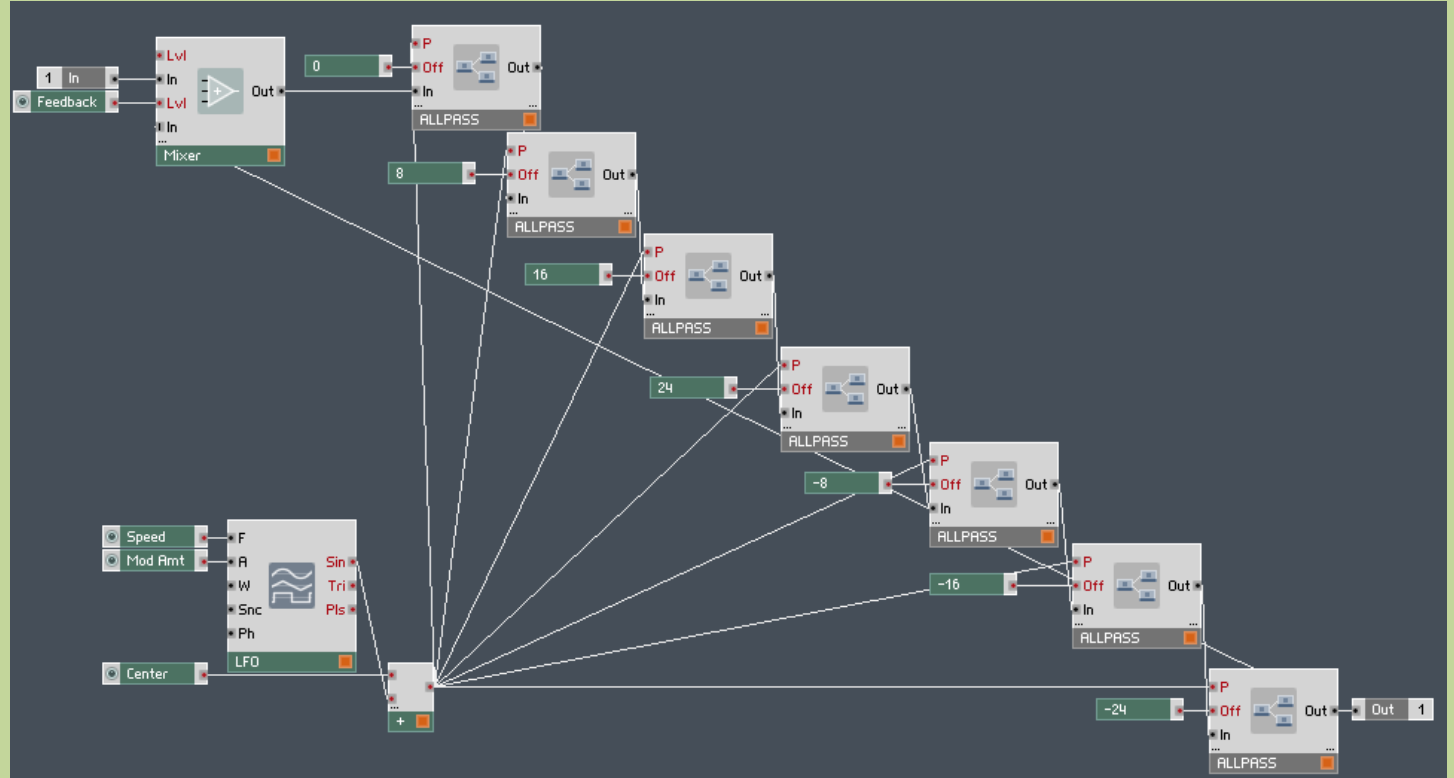 Lvl
1 In
In
Feedback
Lvl
Out
In
...
Mixer
0
P
Off
Out
In
... ...
ALLPASS
8
P
Off
Out
In
... ...
ALLPASS
16
P
Off
Out
In
... ...
ALLPASS
24
P
Off
Out
In
... ...
ALLPASS
-8
P
Off
Out
In
... ...
ALLPASS
-16
P
Off
Out
In
... ...
ALLPASS
Speed
F
Mod Amt
A
Sin
W
Tri
Snc
Pls
Ph
LFO
Center
...
+
-24
P
Off
Out
In
... ...
ALLPASS
Out 1